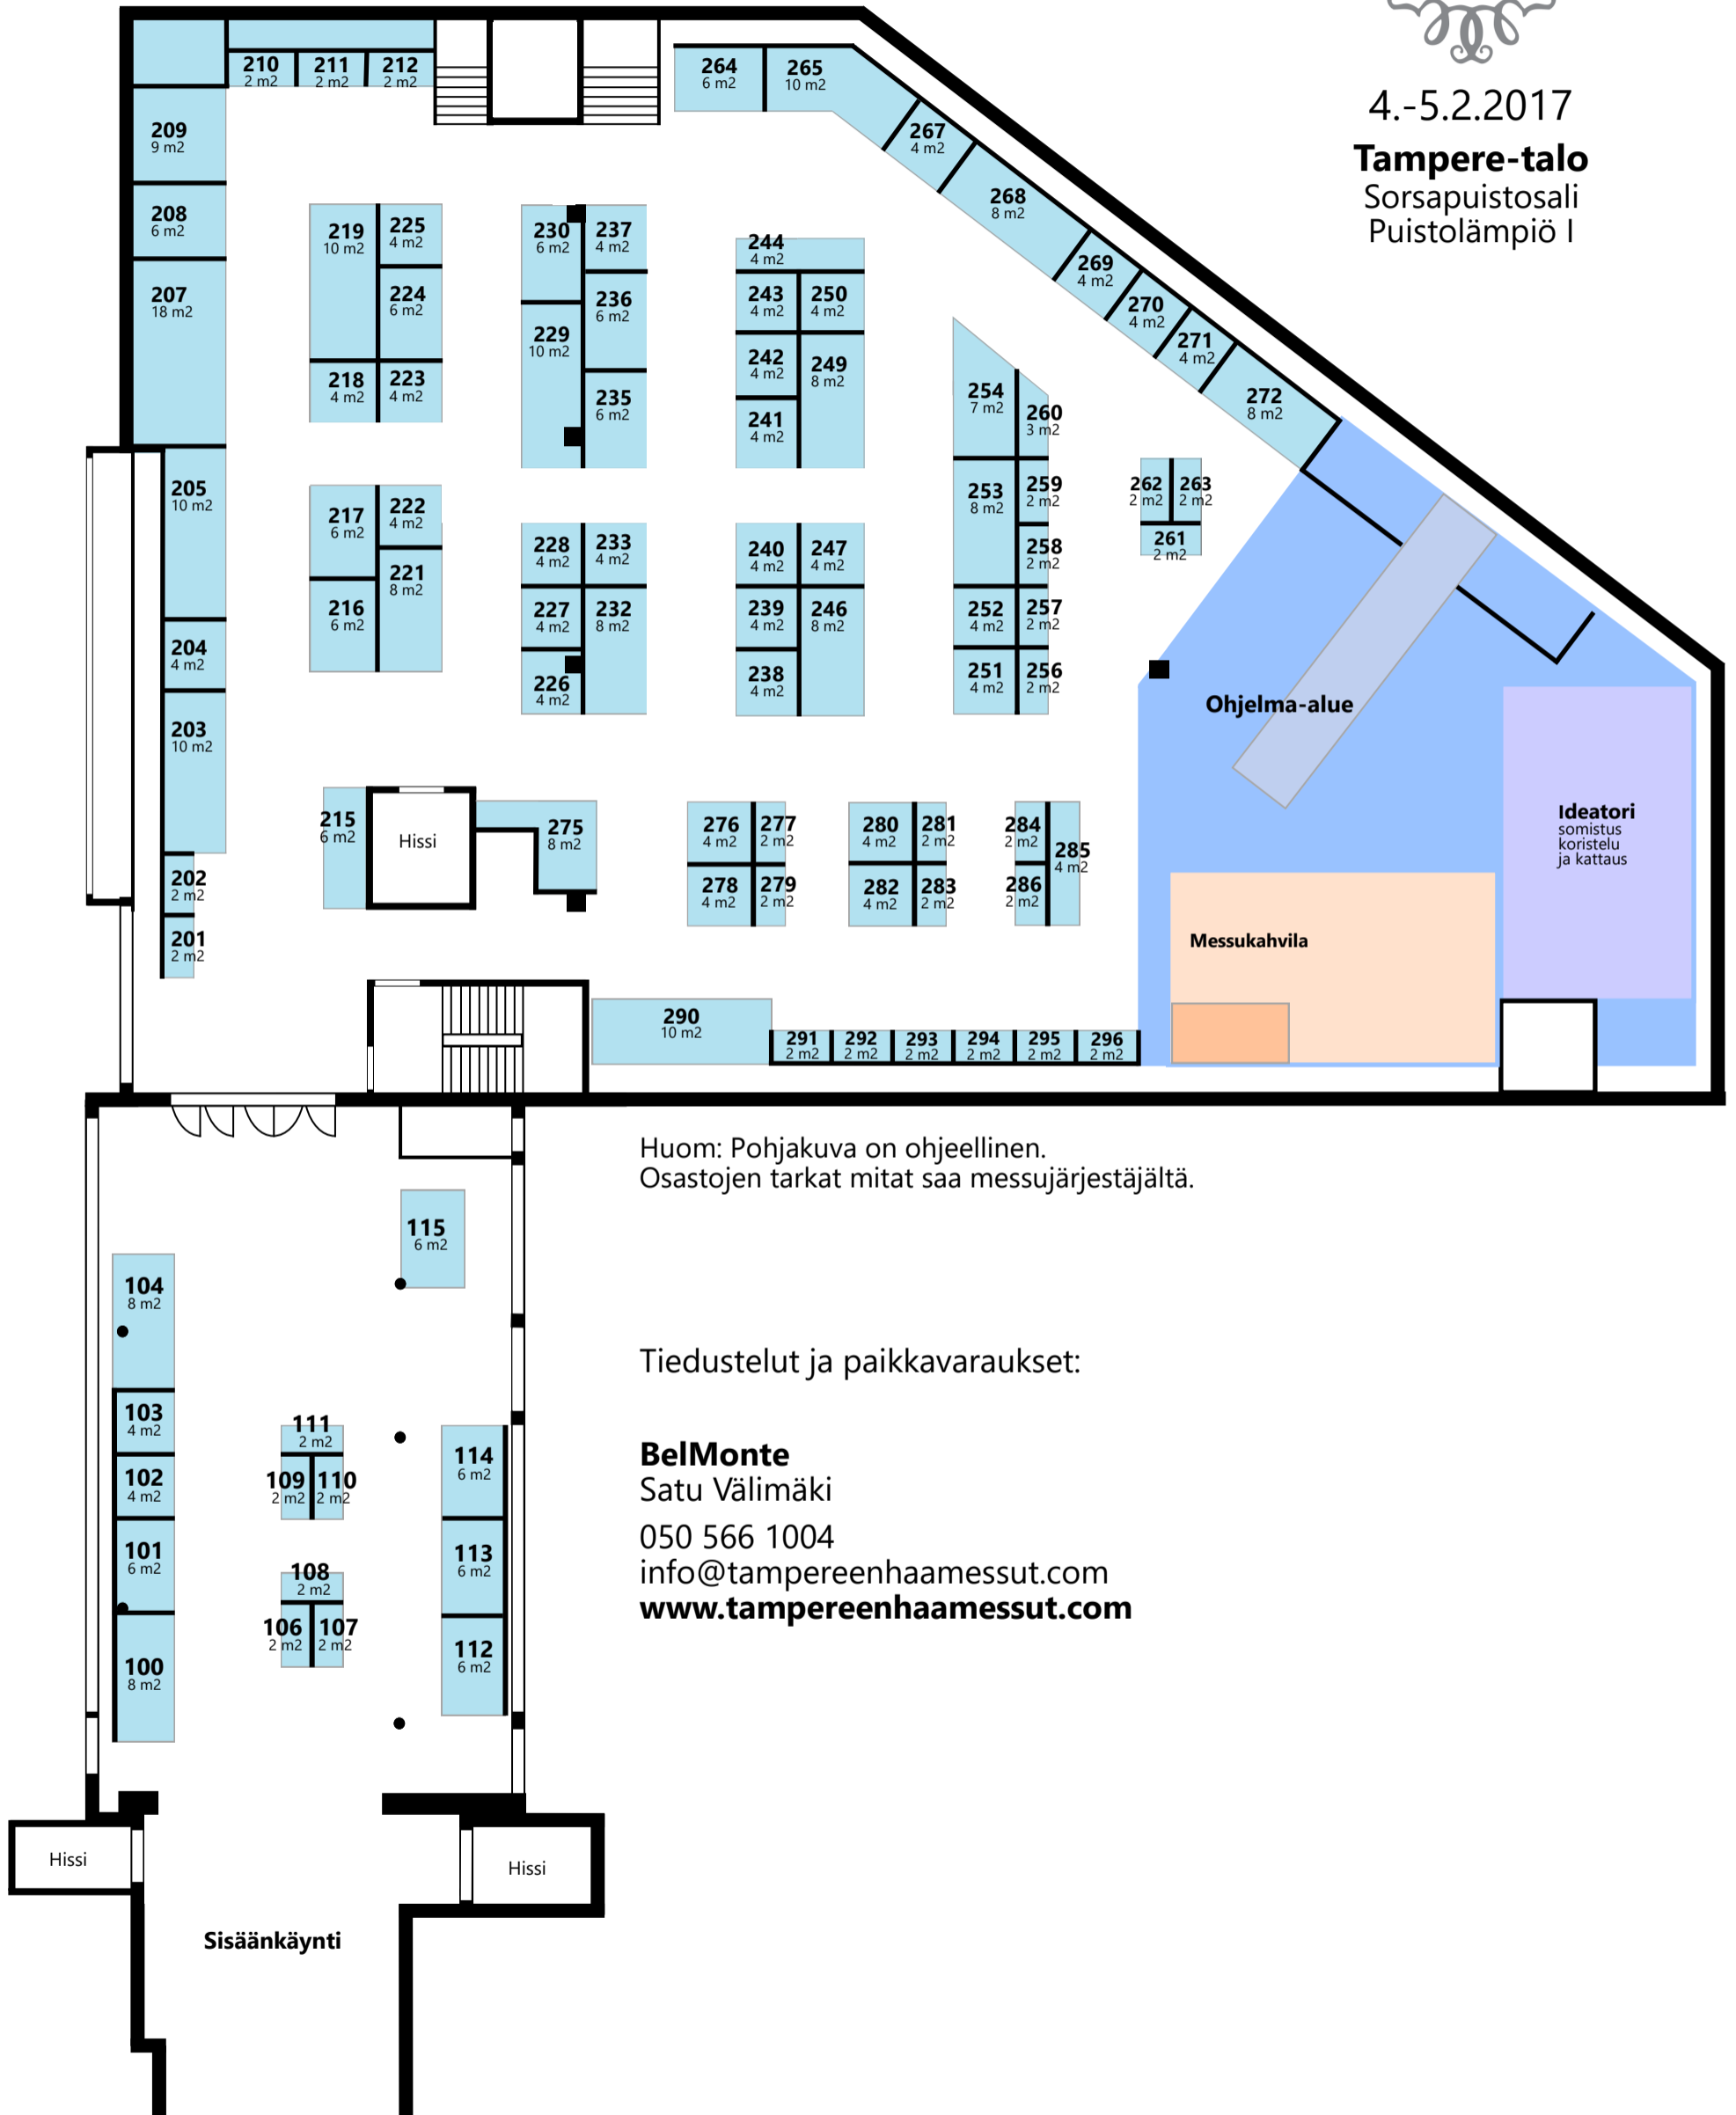 4.-5.2.2017
Tampere-talo
Sorsapuistosali
Puistolämpiö I
210
2 m2
211
2 m2
212
2 m2
264
6 m2
265
10 m2
209
9 m2
267
4 m2
208
6 m2
268
8 m2
219
10 m2
225
4 m2
230
6 m2
237
4 m2
244
4 m2
269
4 m2
207
18 m2
224
6 m2
236
6 m2
243
4 m2
250
4 m2
270
4 m2
229
10 m2
271
4 m2
242
4 m2
249
8 m2
218
4 m2
223
4 m2
235
6 m2
241
4 m2
254
7 m2
260
3 m2
272
8 m2
205
10 m2
217
6 m2
222
4 m2
253
8 m2
259
2 m2
262
2 m2
263
2 m2
261
2 m2
228
4 m2
233
4 m2
240
4 m2
247
4 m2
258
2 m2
221
8 m2
216
6 m2
227
4 m2
232
8 m2
239
4 m2
246
8 m2
252
4 m2
257
2 m2
204
4 m2
226
4 m2
238
4 m2
251
4 m2
256
2 m2
203
10 m2
Ohjelma-alue
215
6 m2
Hissi
275
8 m2
276
4 m2
277
2 m2
280
4 m2
281
2 m2
284
2 m2
285
4 m2
Ideatori
somistus
koristelu
ja kattaus
202
2 m2
278
4 m2
279
2 m2
282
4 m2
283
2 m2
286
2 m2
201
2 m2
Messukahvila
290
10 m2
291
2 m2
292
2 m2
293
2 m2
294
2 m2
295
2 m2
296
2 m2
Huom: Pohjakuva on ohjeellinen.
Osastojen tarkat mitat saa messujärjestäjältä.
115
6 m2
104
8 m2
103
4 m2
111
2 m2
102
4 m2
109
2 m2
110
2 m2
114
6 m2
101
6 m2
108
2 m2
113
6 m2
106
2 m2
107
2 m2
100
8 m2
112
6 m2
Tiedustelut ja paikkavaraukset:
BelMonte
Satu Välimäki
050 566 1004
info@tampereenhaamessut.com
www.tampereenhaamessut.com
Hissi
Hissi
Sisäänkäynti